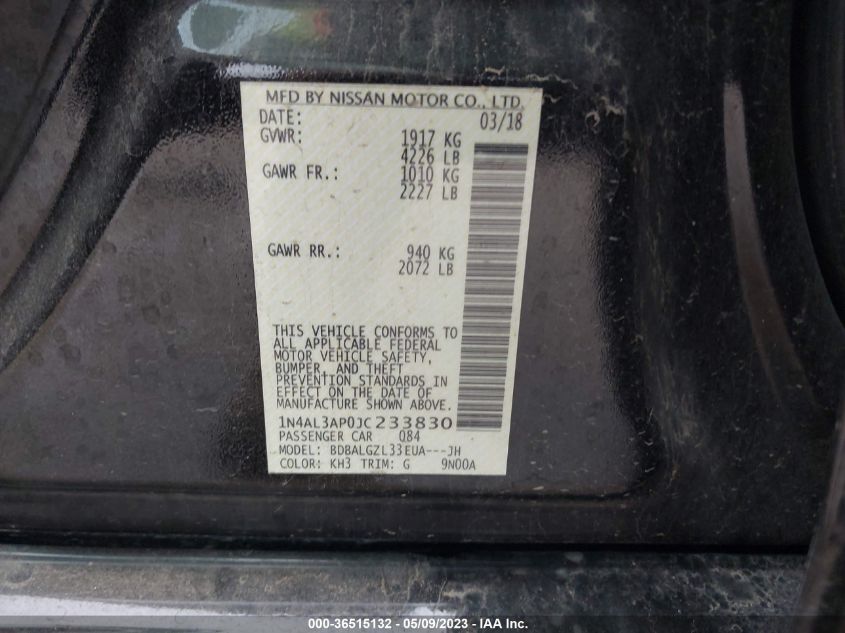 MFD BY NISSAN MOTOR CO., LTD.
DATE: 03/18
GVWR: 1917 KG
4226 LB
GAWR FR.: 1010 KG
2227 LB
GAWR RR.: 940 KG
2072 LB
THIS VEHICLE CONFORMS TO
ALL APPLICABLE FEDERAL
MOTOR VEHICLE SAFETY,
BUMPER, AND THEFT
PREVENTION STANDARDS IN
EFFECT ON THE DATE OF
MANUFACTURE SHOWN ABOVE.
1N4AL3AP0JC233830
PASSENGER CAR 084
MODEL: BDBALGZL33EUA---JH
COLOR: KH3 TRIM: G 9N00A
000-36515132 - 05/09/2023 - IAA Inc.